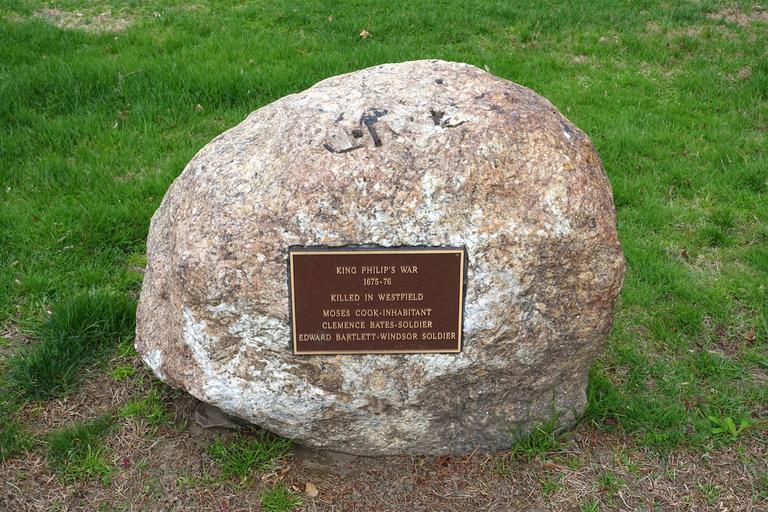 KING PHILIP'S WAR
1675-76
KILLED IN WESTFIELD
MOSES COOK-INHABITANT
CLEMENCE BATES-SOLDIER
EDWARD BARTLETT-WINDSOR SOLDIER